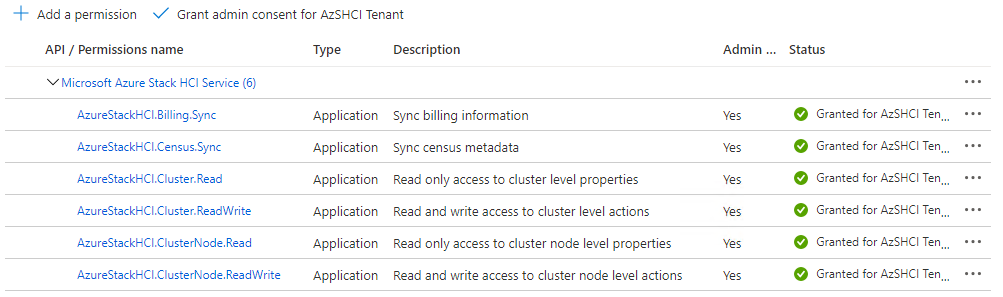 Add a permission Grant admin consent for AzSHCI Tenant
API / Permissions name Type Description Admin ... Status
Microsoft Azure Stack HCI Service (6)
AzureStackHCI.Billing.Sync Application Sync billing information Yes Granted for AzSHCI Ten...
AzureStackHCI.Census.Sync Application Sync census metadata Yes Granted for AzSHCI Ten...
AzureStackHCI.Cluster.Read Application Read only access to cluster level properties Yes Granted for AzSHCI Ten...
AzureStackHCI.Cluster.ReadWrite Application Read and write access to cluster level actions Yes Granted for AzSHCI Ten...
AzureStackHCI.ClusterNode.Read Application Read only access to cluster node level properties Yes Granted for AzSHCI Ten...
AzureStackHCI.ClusterNode.ReadWrite Application Read and write access to cluster node level actions Yes Granted for AzSHCI Ten...